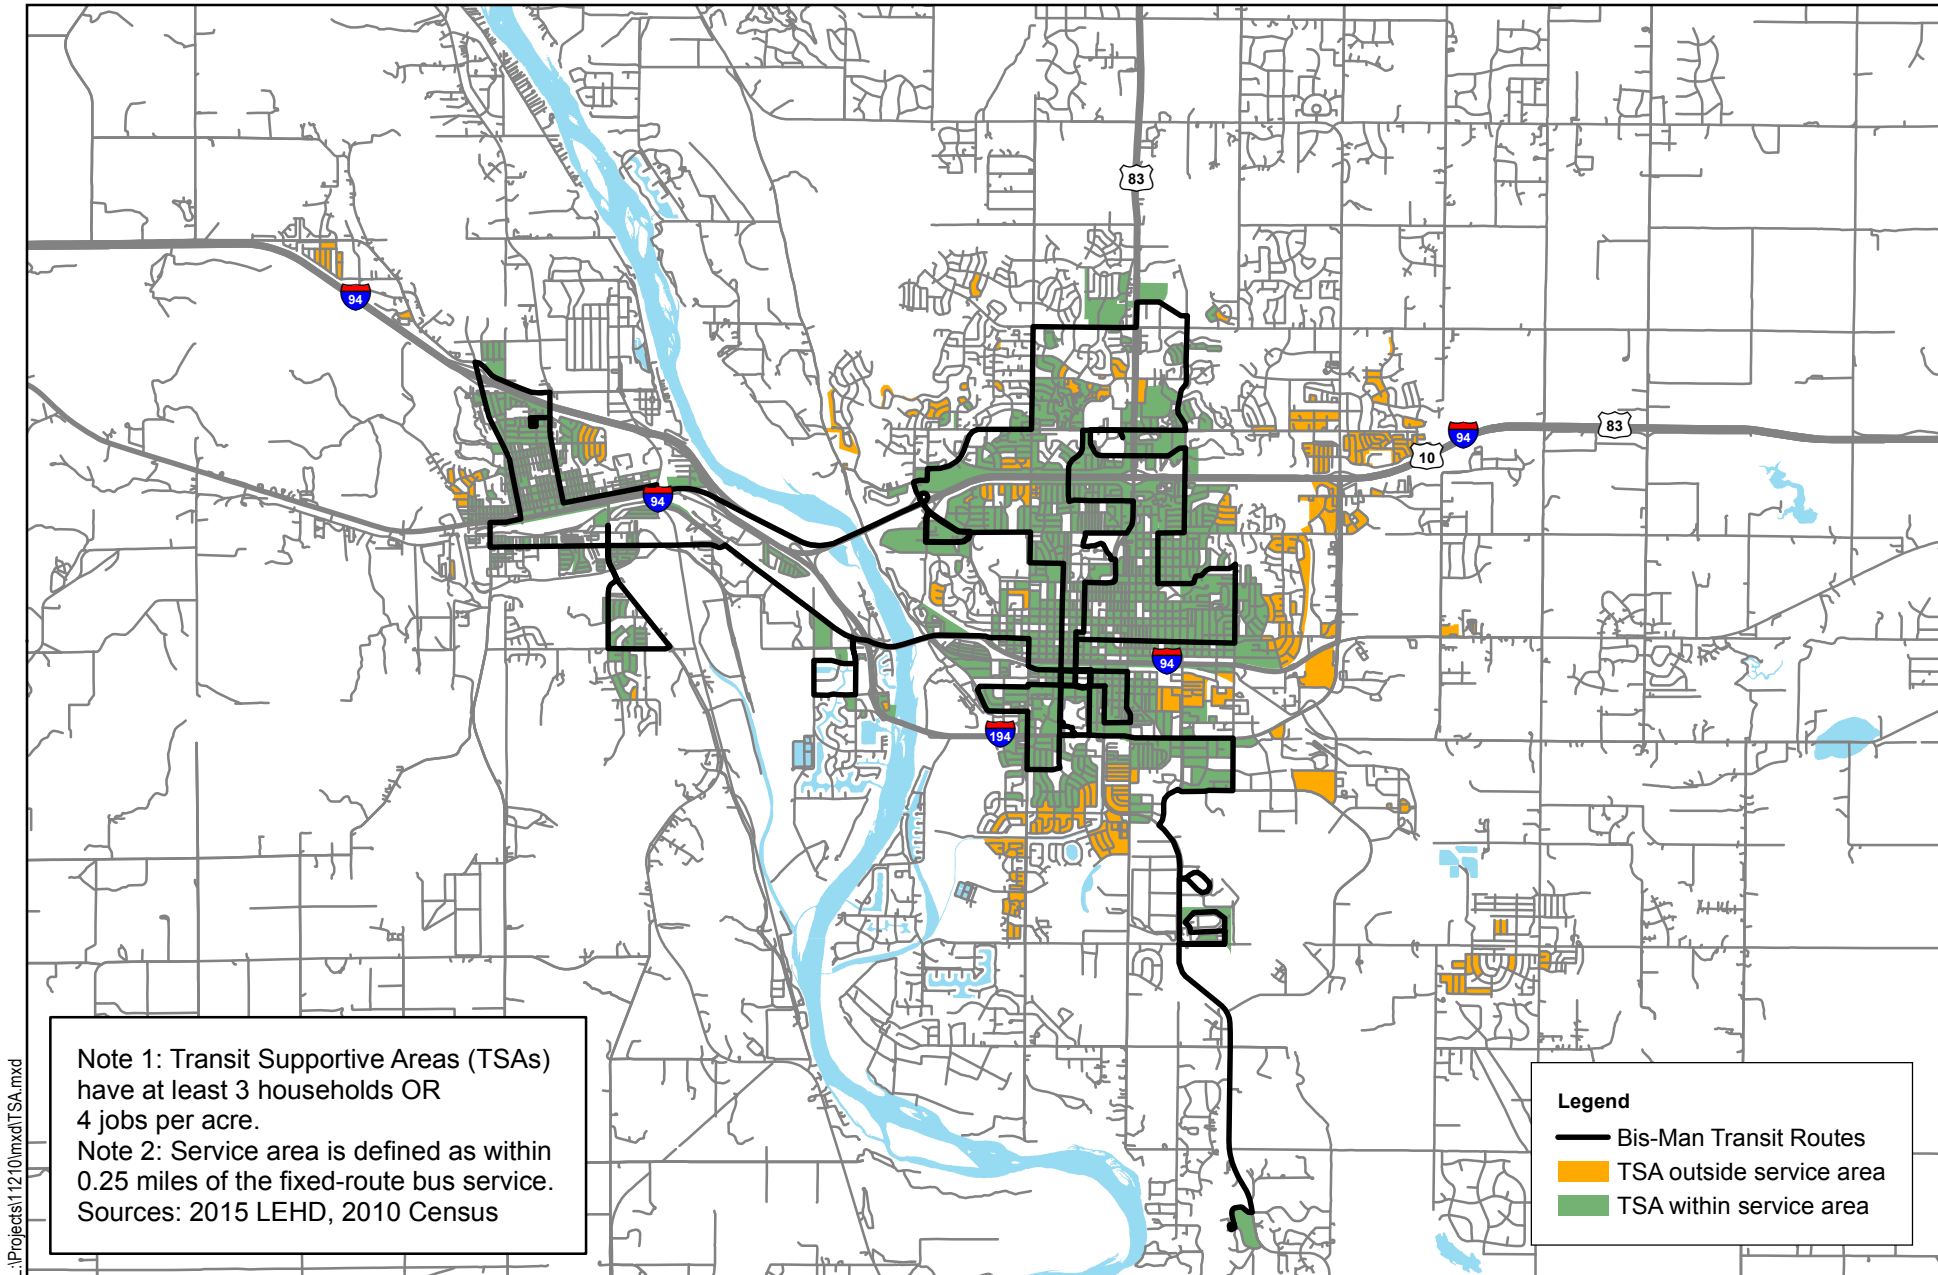 83
94
94
83
10
94
94
194
Note 1: Transit Supportive Areas (TSAs)
have at least 3 households OR
4 jobs per acre.
Note 2: Service area is defined as within
0.25 miles of the fixed-route bus service.
Sources: 2015 LEHD, 2010 Census
Legend
Bis-Man Transit Routes
TSA outside service area
TSA within service area
L:\Projects\11210\mxd\TSA.mxd